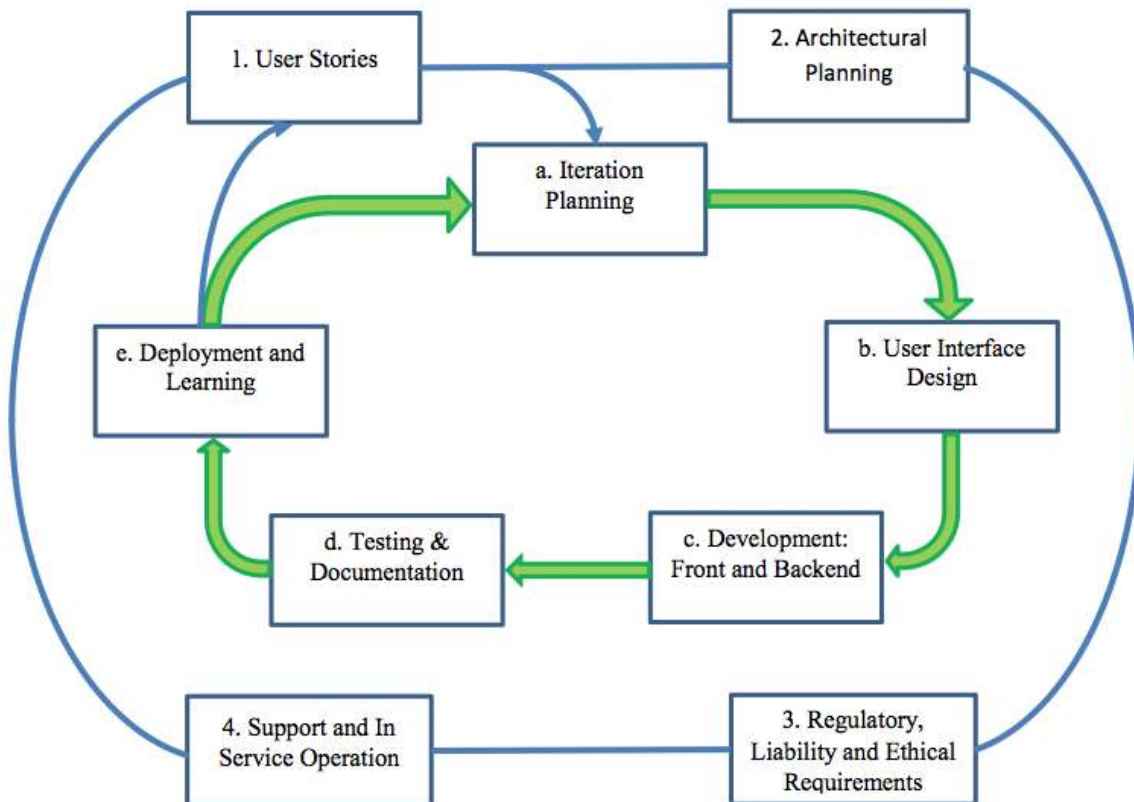 1. User Stories
2. Architectural
Planning
a. Iteration
Planning
e. Deployment and
Learning
b. User Interface
Design
d. Testing &
Documentation
c. Development:
Front and Backend
4. Support and In
Service Operation
3. Regulatory,
Liability and Ethical
Requirements